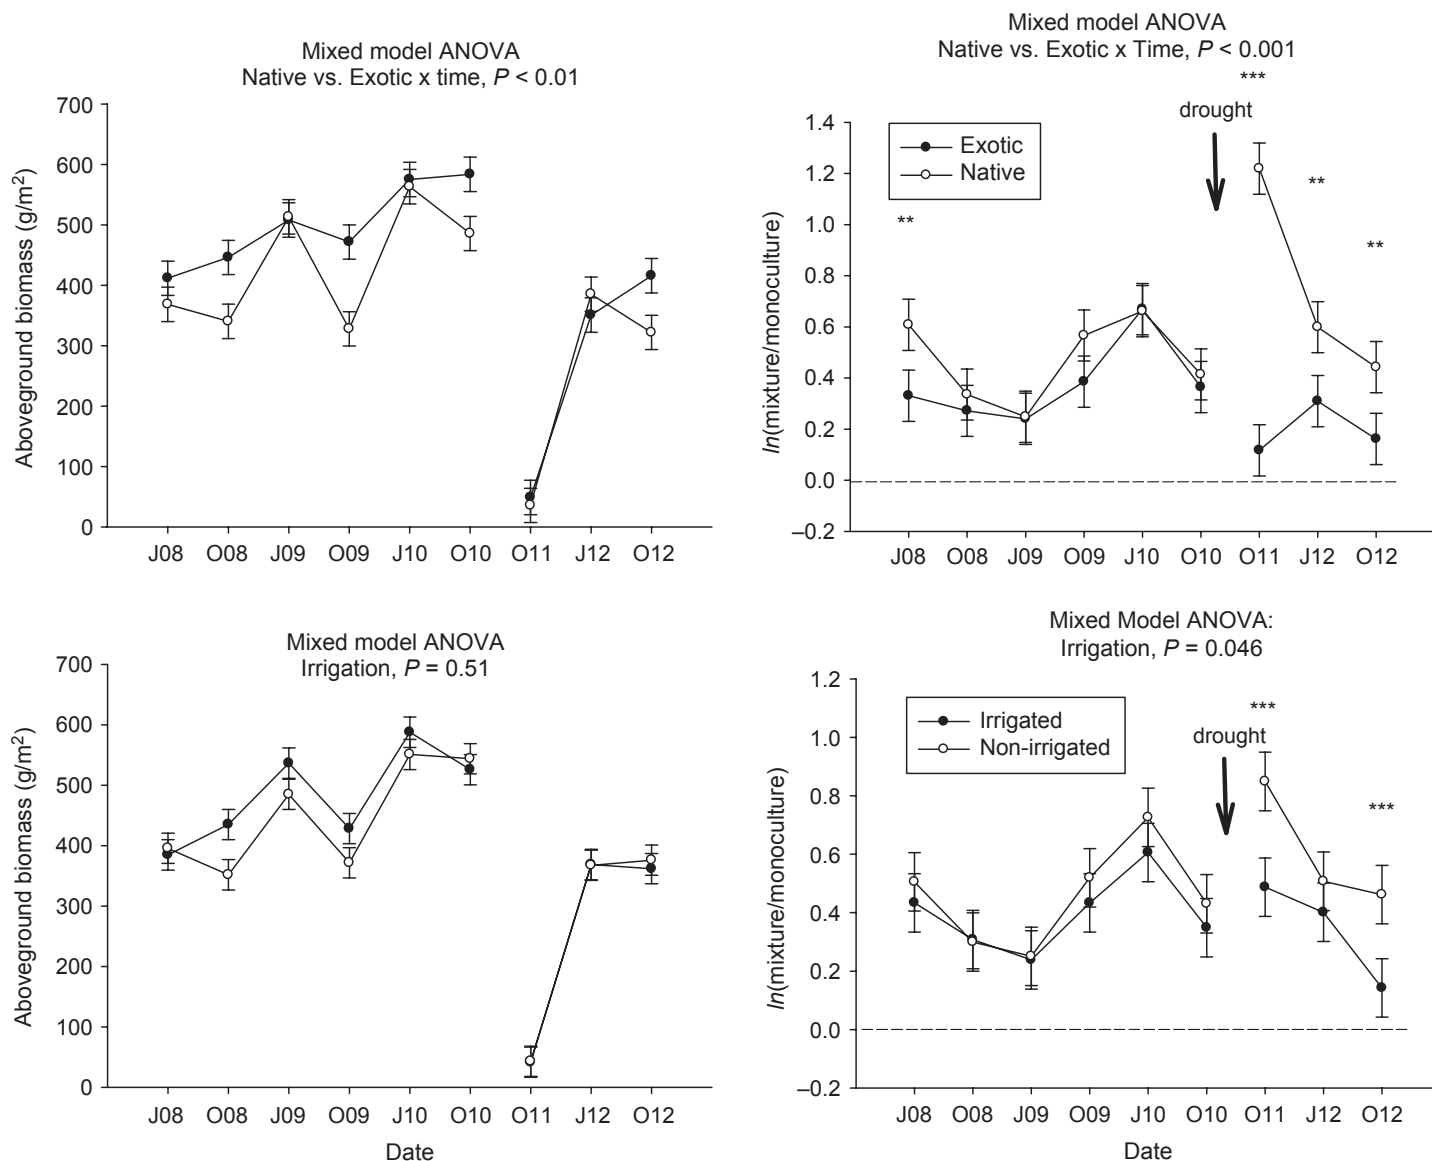 Mixed model ANOVA
Native vs. Exotic x time, P < 0.01
700
600
500
400
300
200
100
0
Aboveground biomass (g/m²)
J08 O08 J09 O09 J10 O10 O11 J12 O12
Mixed model ANOVA
Native vs. Exotic x Time, P < 0.001
***
drought
1.4
1.2
1.0
0.8
0.6
0.4
0.2
0.0
–0.2
ln(mixture/monoculture)
Exotic
Native
**
**
**
J08 O08 J09 O09 J10 O10 O11 J12 O12
Mixed model ANOVA
Irrigation, P = 0.51
700
600
500
400
300
200
100
0
Aboveground biomass (g/m²)
J08 O08 J09 O09 J10 O10 O11 J12 O12
Date
Mixed Model ANOVA:
Irrigation, P = 0.046
1.2
1.0
0.8
0.6
0.4
0.2
0.0
–0.2
ln(mixture/monoculture)
Irrigated
Non-irrigated
***
drought
***
J08 O08 J09 O09 J10 O10 O11 J12 O12
Date